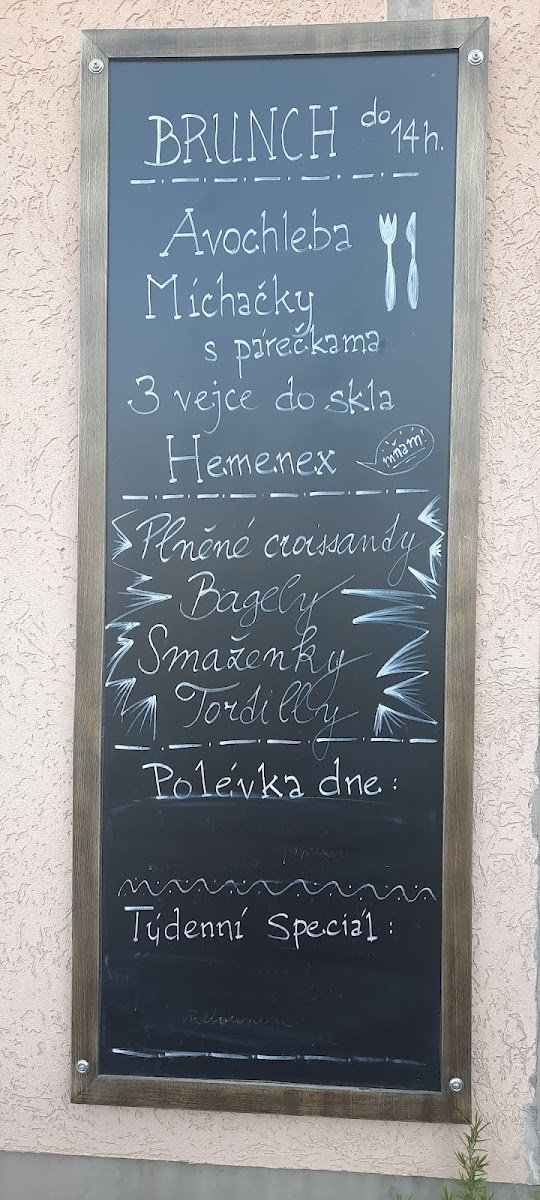 BRUNCH do 14h.
Avochleba
Míchačky
s párečkama
3 vejce do skla
Hemenex mňam!
Plněné croissandy
Bagely
Smaženky
Tordilly
Polévka dne:
Týdenní speciál: